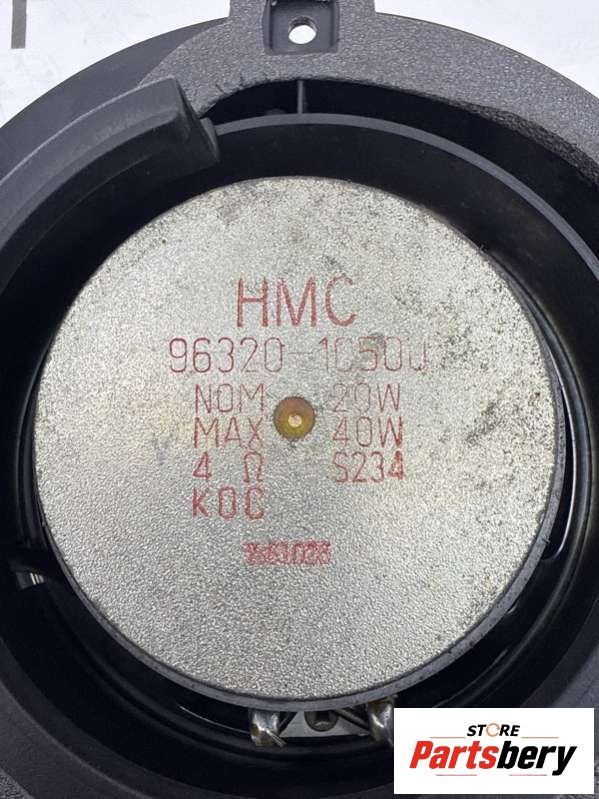 HMC
96320-1C500
NOM 20W
MAX 40W
4 Ω S234
KOC
STORE
Partsbery